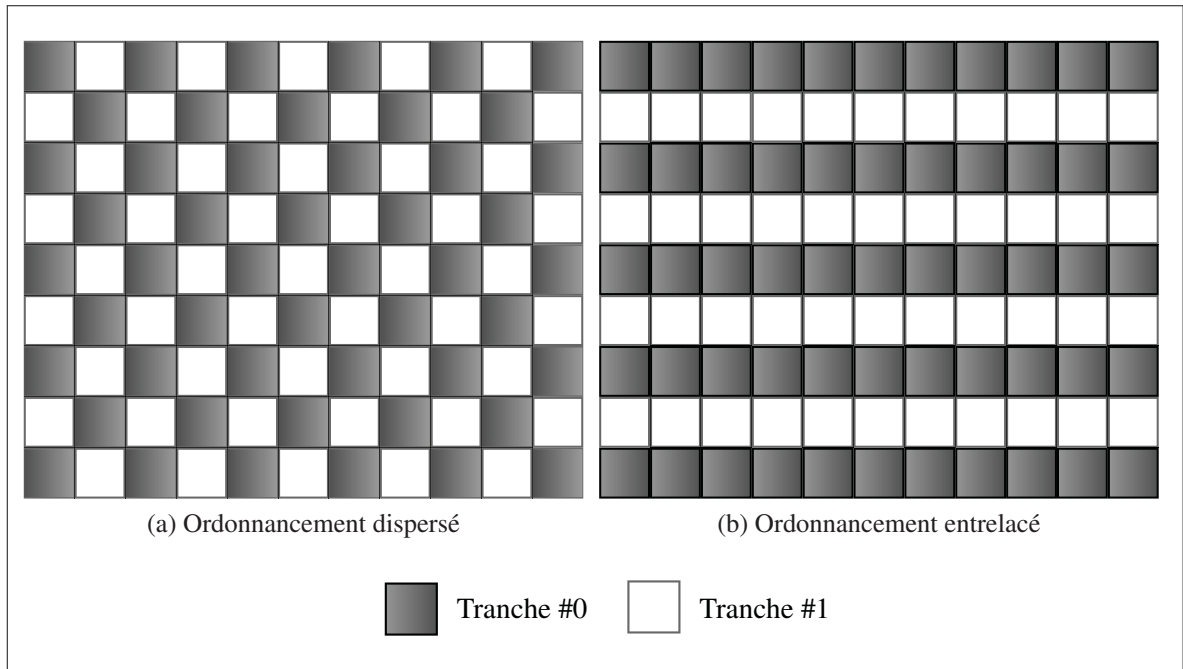 (a) Ordonnancement dispersé
(b) Ordonnancement entrelacé
Tranche #0
Tranche #1